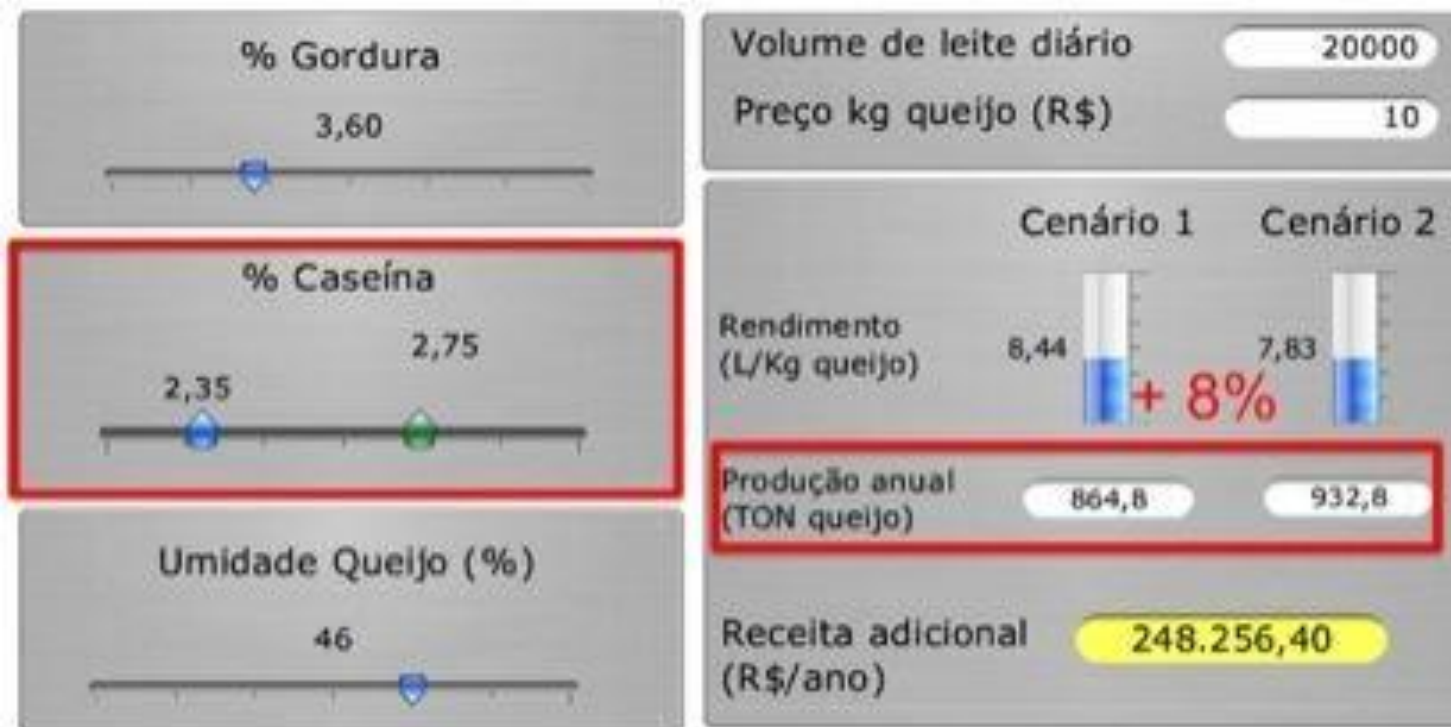 % Gordura
3,60
% Caseína
2,75
2,35
Umidade Queijo (%)
46
Volume de leite diário 20000
Preço kg queijo (R$) 10
Cenário 1 Cenário 2
Rendimento
(L/Kg queijo)
8,44 7,83
+ 8%
Produção anual
(TON queijo)
864,8 932,8
Receita adicional
(R$/ano)
248.256,40